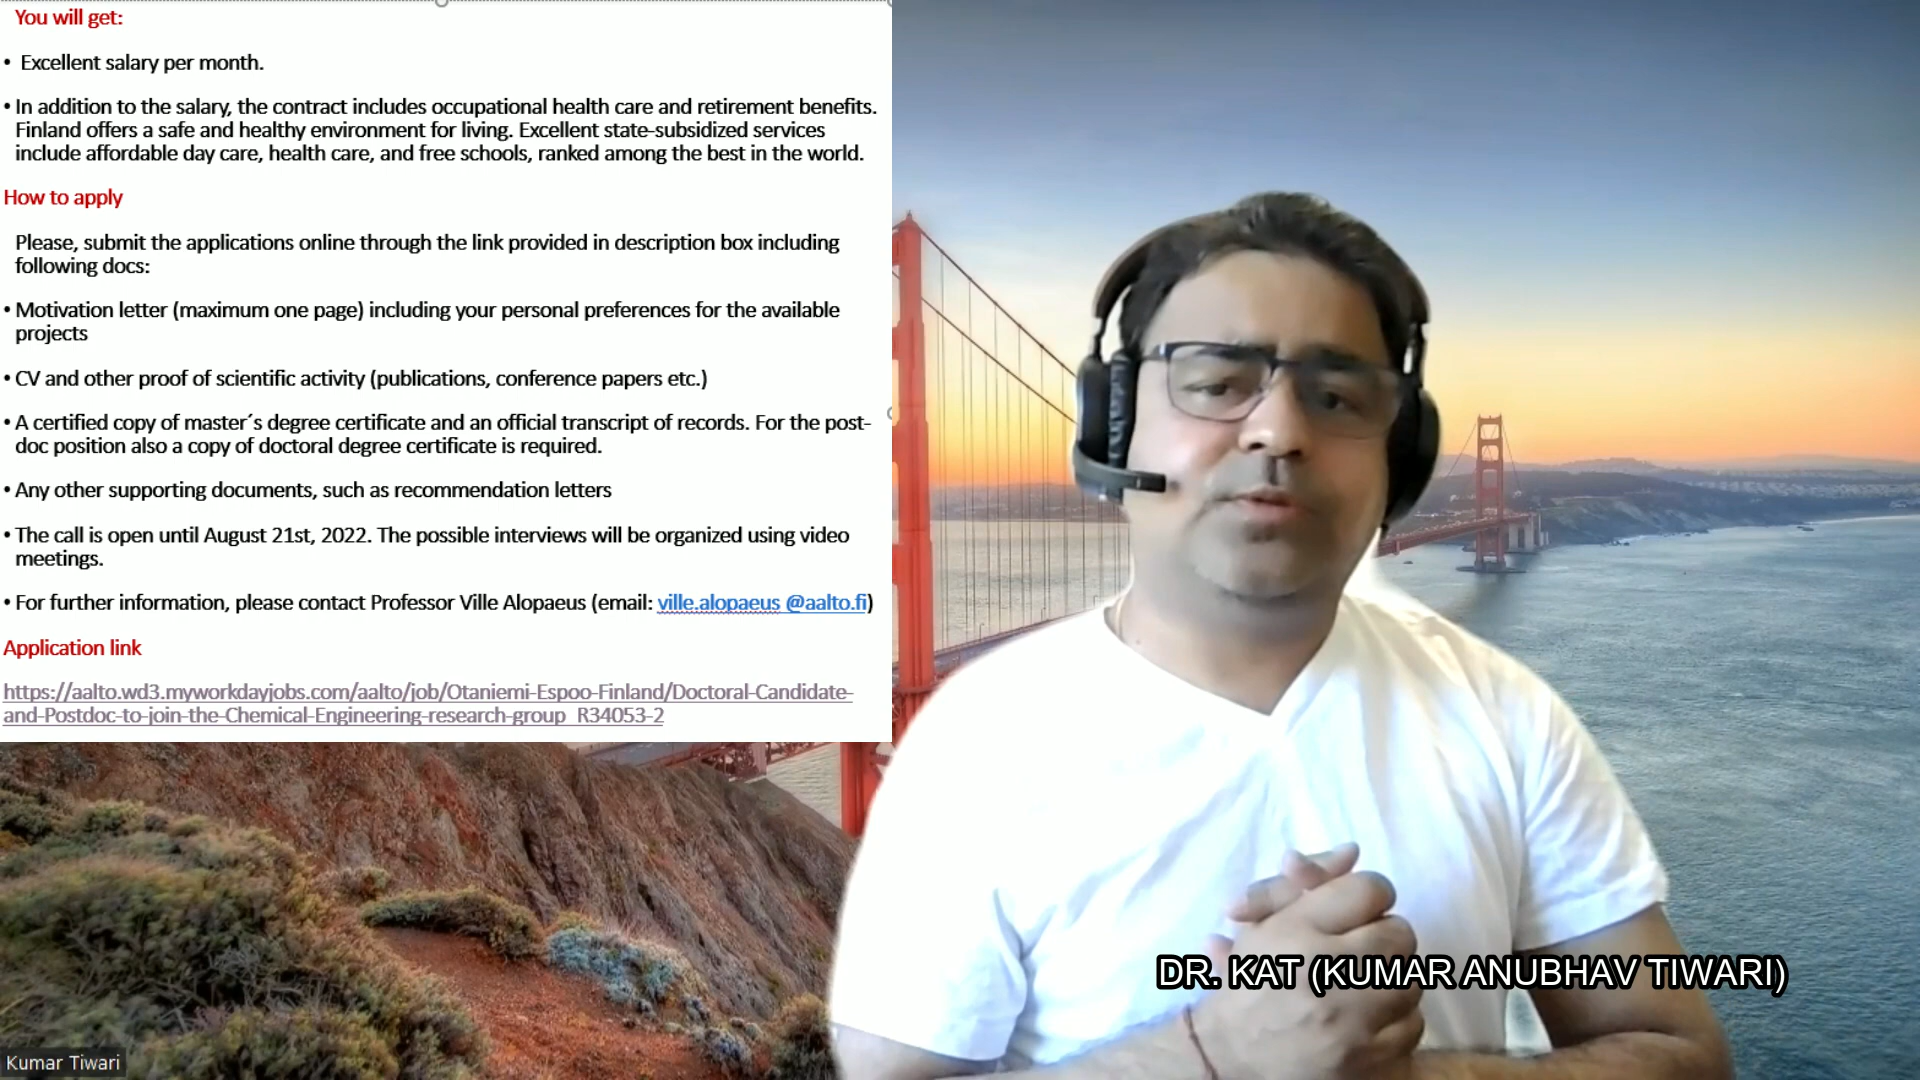 You will get:
• Excellent salary per month.
• In addition to the salary, the contract includes occupational health care and retirement benefits.
Finland offers a safe and healthy environment for living. Excellent state-subsidized services
include affordable day care, health care, and free schools, ranked among the best in the world.
How to apply
Please, submit the applications online through the link provided in description box including
following docs:
• Motivation letter (maximum one page) including your personal preferences for the available
projects
• CV and other proof of scientific activity (publications, conference papers etc.)
• A certified copy of master´s degree certificate and an official transcript of records. For the post-
doc position also a copy of doctoral degree certificate is required.
• Any other supporting documents, such as recommendation letters
• The call is open until August 21st, 2022. The possible interviews will be organized using video
meetings.
• For further information, please contact Professor Ville Alopaeus (email: ville.alopaeus @aalto.fi)
Application link
https://aalto.wd3.myworkdayjobs.com/aalto/job/Otaniemi-Espoo-Finland/Doctoral-Candidate-
and-Postdoc-to-join-the-Chemical-Engineering-research-group_R34053-2
DR. KAT (KUMAR ANUBHAV TIWARI)
Kumar Tiwari